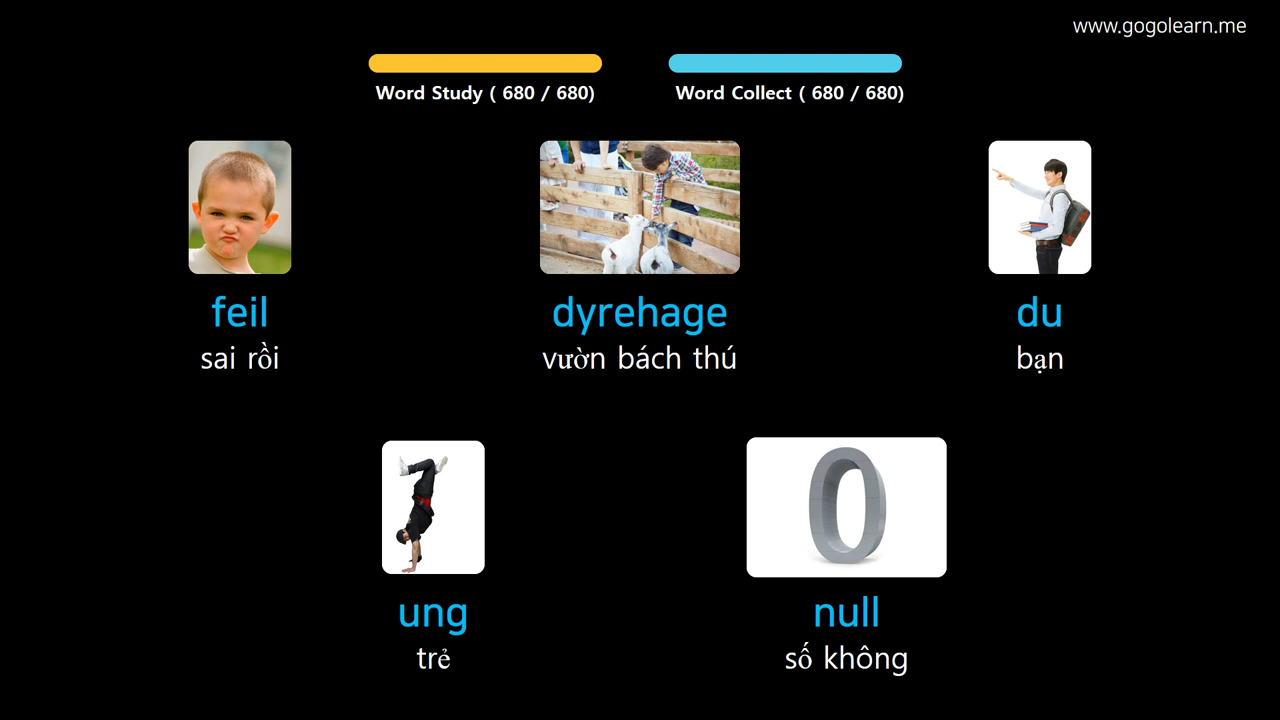 www.gogolearn.me
Word Study ( 680 / 680)
Word Collect ( 680 / 680)
feil
sai rồi
dyrehage
vườn bách thú
du
bạn
ung
trẻ
0
null
số không